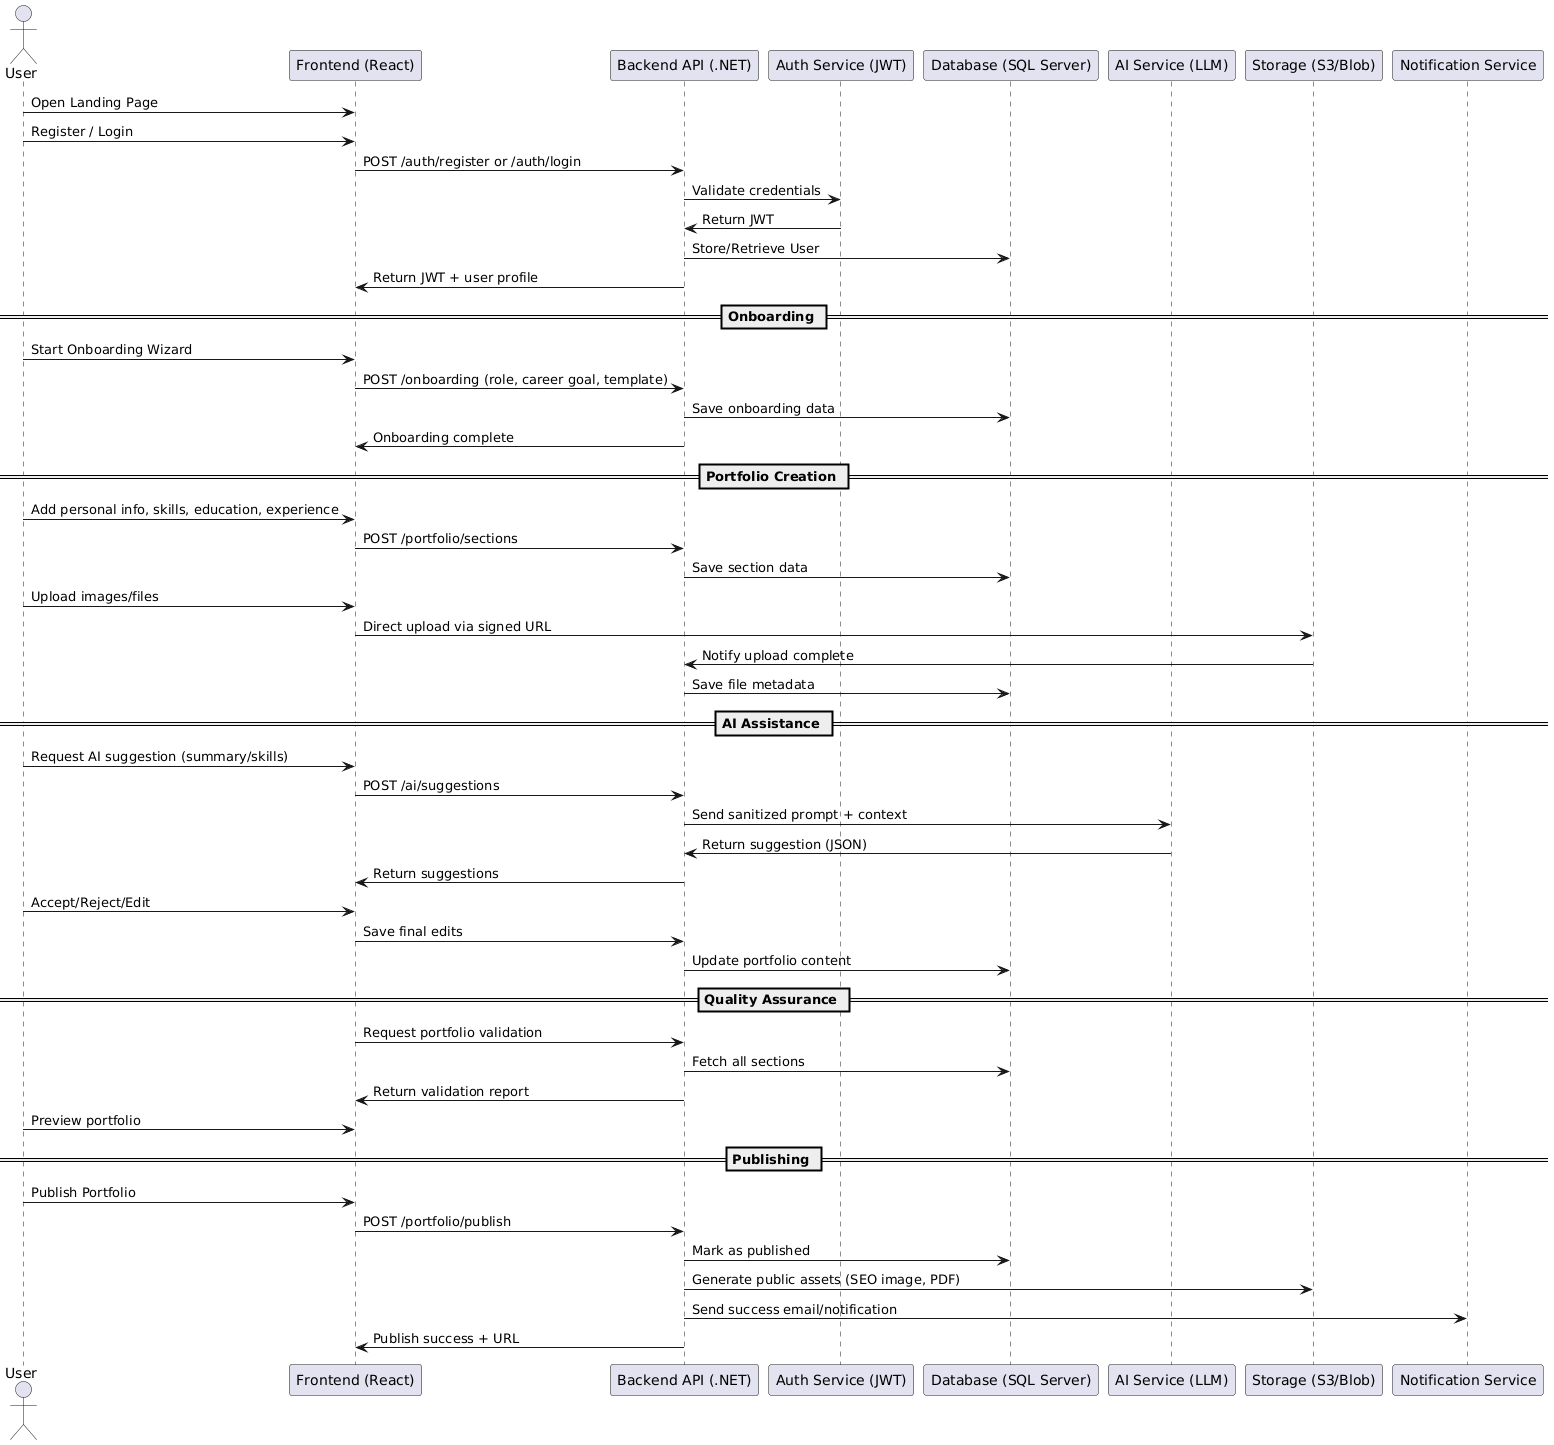 User
Frontend (React)
Backend API (.NET)
Auth Service (JWT)
Database (SQL Server)
AI Service (LLM)
Storage (S3/Blob)
Notification Service
Open Landing Page
Register / Login
POST /auth/register or /auth/login
Validate credentials
Return JWT
Store/Retrieve User
Return JWT + user profile
Onboarding
Start Onboarding Wizard
POST /onboarding (role, career goal, template)
Save onboarding data
Onboarding complete
Portfolio Creation
Add personal info, skills, education, experience
POST /portfolio/sections
Save section data
Upload images/files
Direct upload via signed URL
Notify upload complete
Save file metadata
AI Assistance
Request AI suggestion (summary/skills)
POST /ai/suggestions
Send sanitized prompt + context
Return suggestion (JSON)
Return suggestions
Accept/Reject/Edit
Save final edits
Update portfolio content
Quality Assurance
Request portfolio validation
Fetch all sections
Return validation report
Preview portfolio
Publishing
Publish Portfolio
POST /portfolio/publish
Mark as published
Generate public assets (SEO image, PDF)
Send success email/notification
Publish success + URL
User
Frontend (React)
Backend API (.NET)
Auth Service (JWT)
Database (SQL Server)
AI Service (LLM)
Storage (S3/Blob)
Notification Service